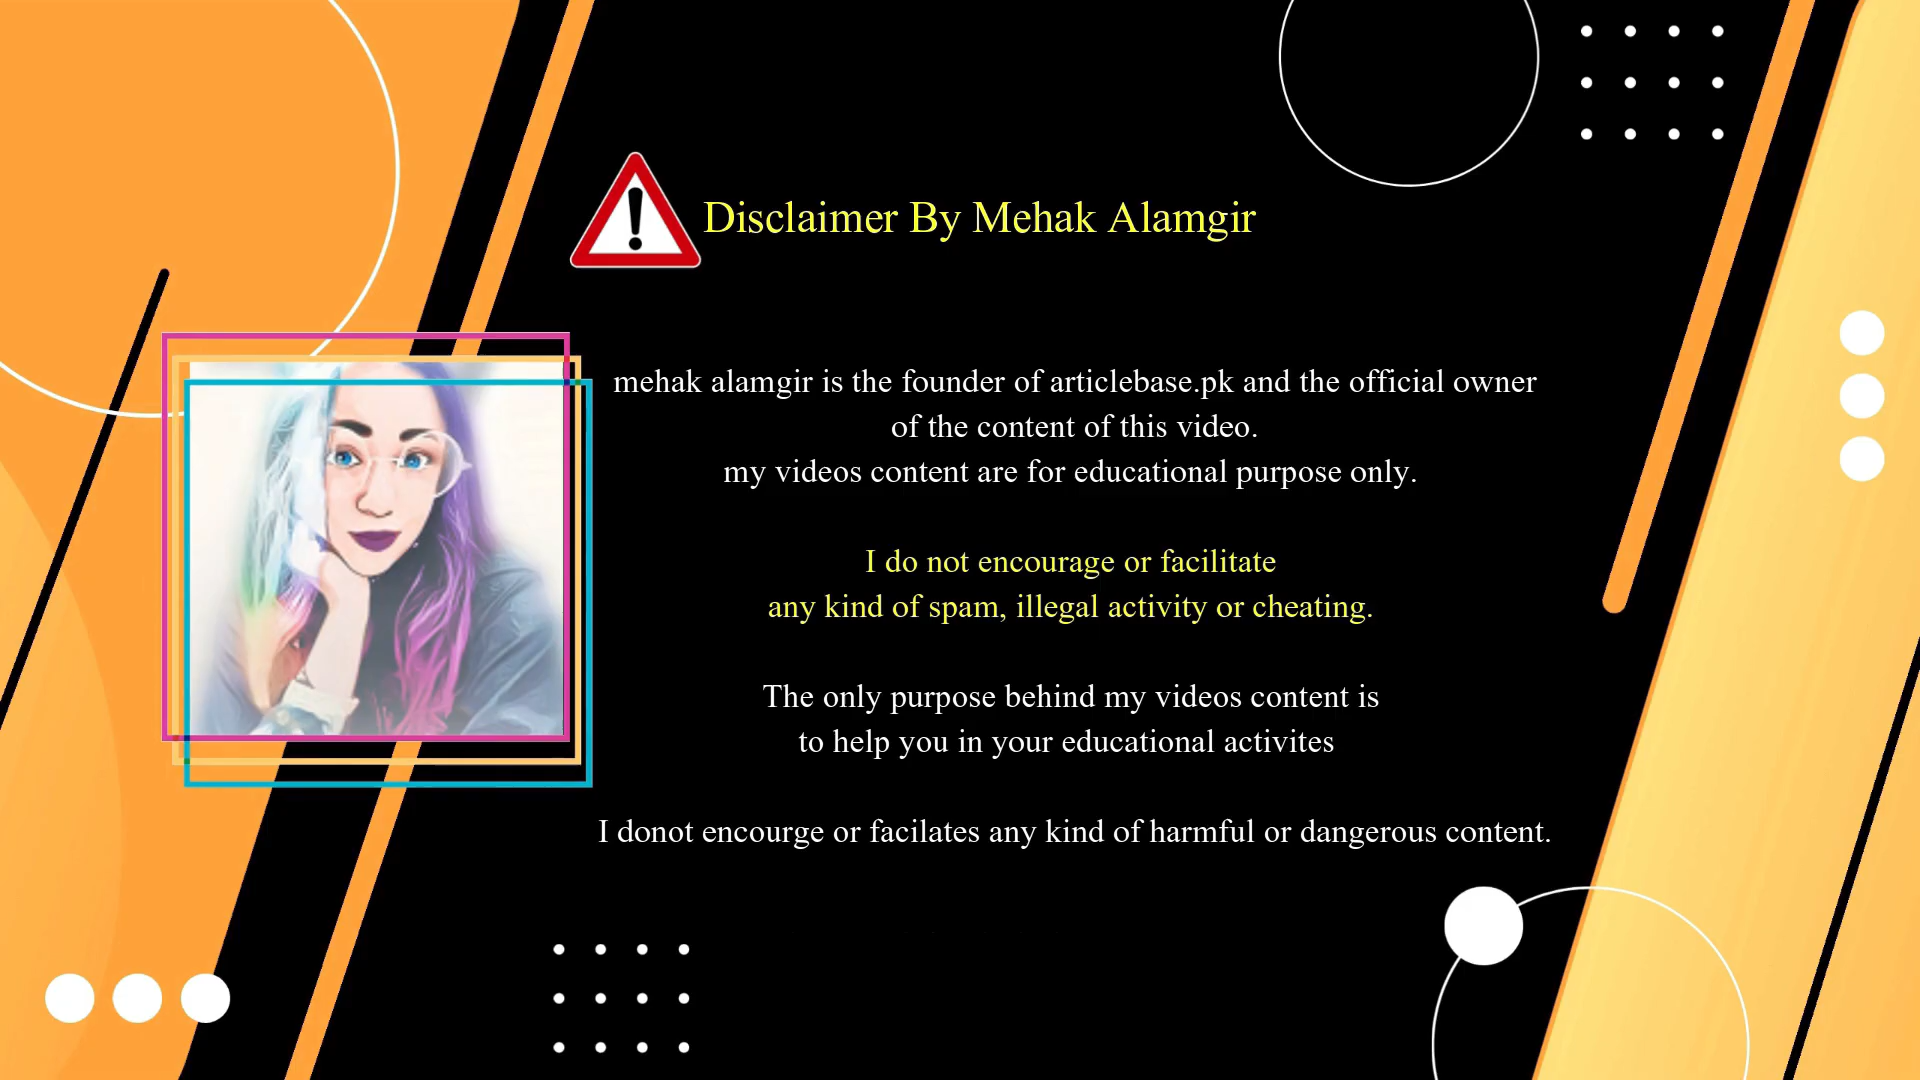 Disclaimer By Mehak Alamgir
mehak alamgir is the founder of articlebase.pk and the official owner
of the content of this video.
my videos content are for educational purpose only.
I do not encourage or facilitate
any kind of spam, illegal activity or cheating.
The only purpose behind my videos content is
to help you in your educational activites
I donot encourge or facilates any kind of harmful or dangerous content.